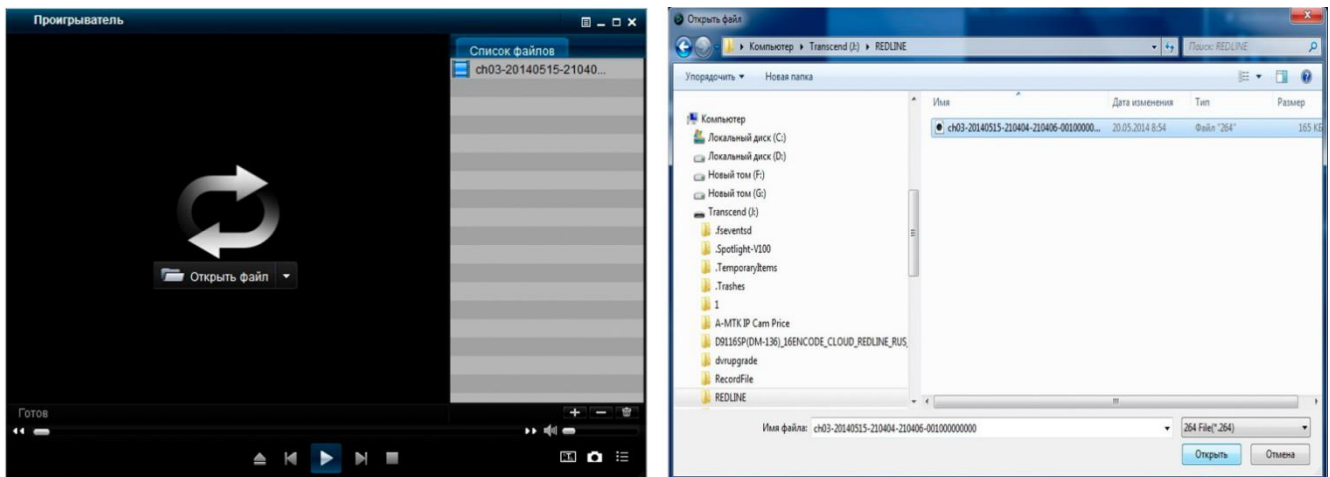 Проигрыватель
Список файлов
ch03-20140515-21040...
Открыть файл
Готов
Открыть файл
Компьютер ▸ Transcend (J:) ▸ REDLINE
Поиск: REDLINE
Упорядочить ▾ Новая папка
Имя Дата изменения Тип Размер
ch03-20140515-210404-210406-00100000... 20.05.2014 8:54 Файл "264" 165 КБ
Компьютер
Локальный диск (C:)
Локальный диск (D:)
Новый том (F:)
Новый том (G:)
Transcend (J:)
.fseventsd
.Spotlight-V100
.TemporaryItems
.Trashes
1
A-MTK IP Cam Price
D9116SP(DM-136)_16ENCODE_CLOUD_REDLINE_RUS_
dvrupgrade
RecordFile
REDLINE
Имя файла: ch03-20140515-210404-210406-001000000000
264 File(*.264)
Открыть Отмена